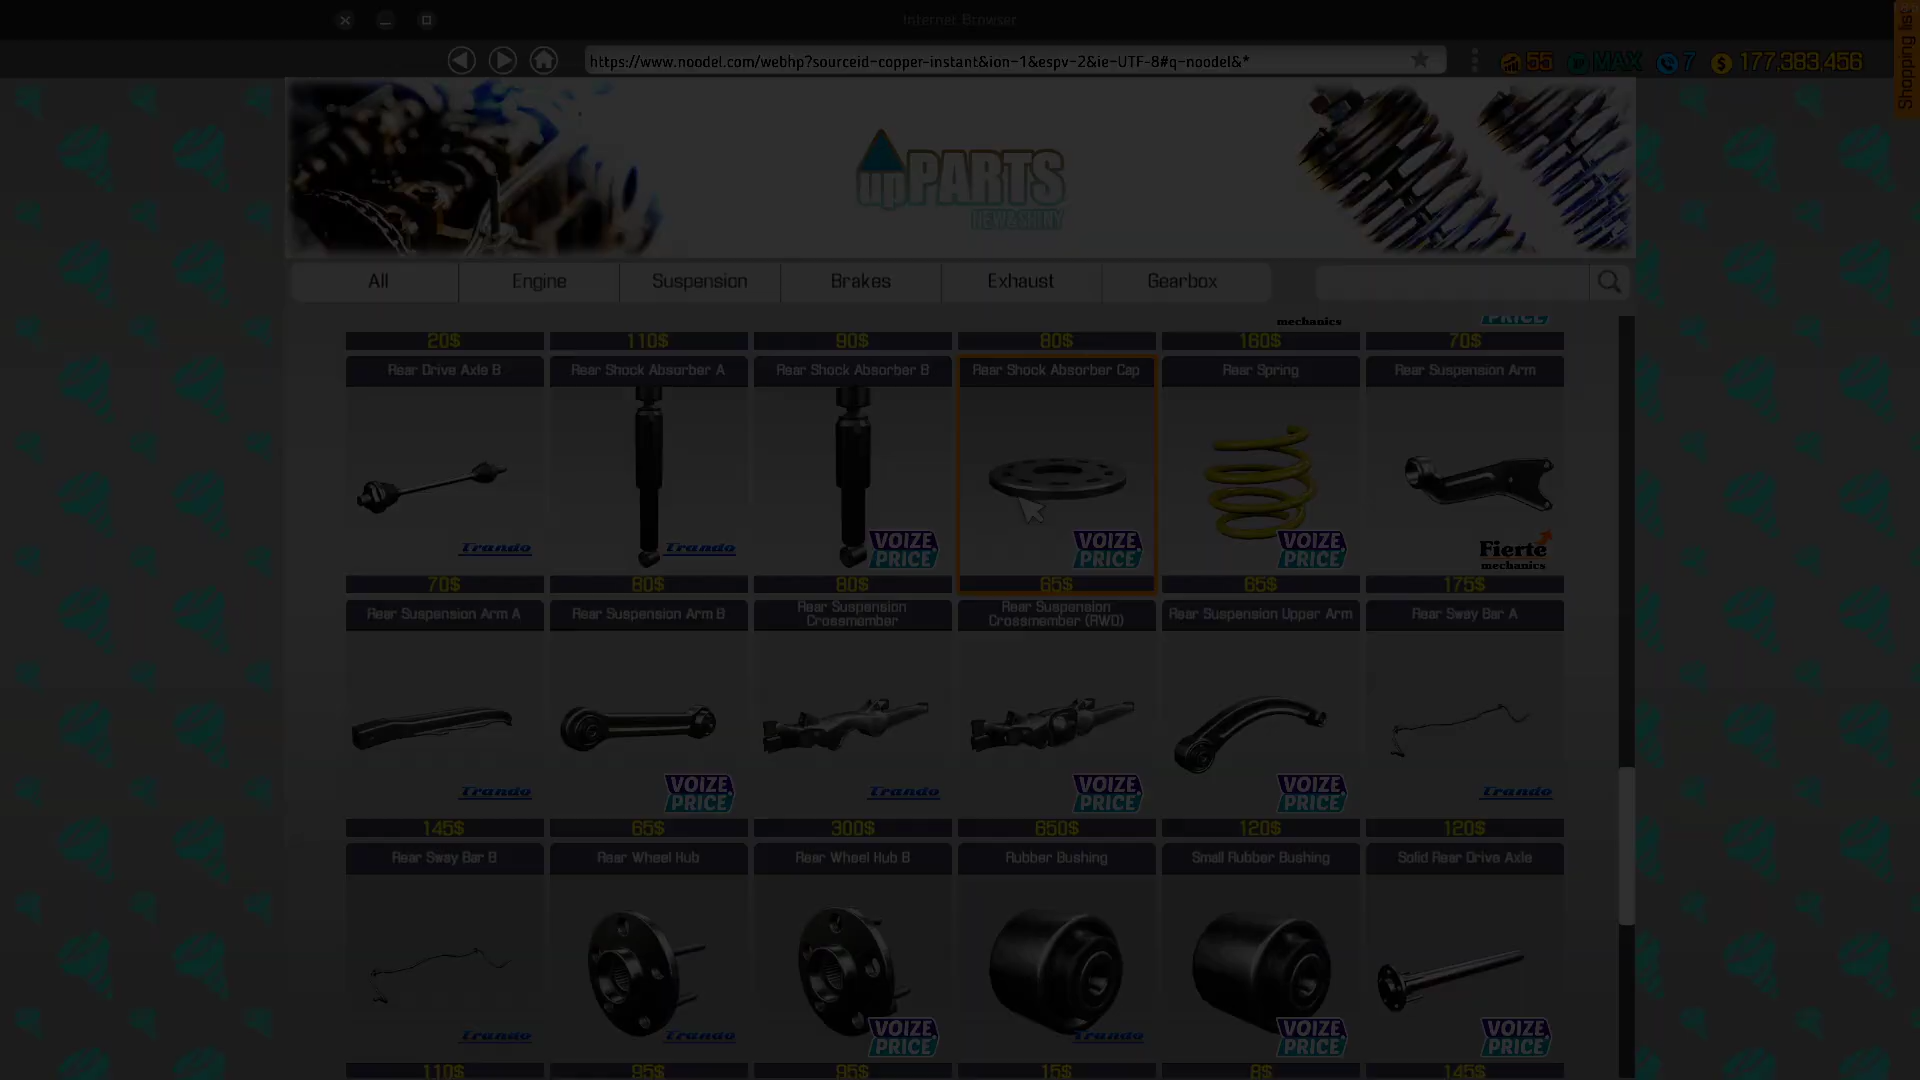 Internet Browser
https://www.noodel.com/webhp?sourceid-copper-instant&ion-1&espv-2&ie-UTF-8#q-noodel&*
55 MAX 7 177,383,456
Shopping list
upPARTS
NEW&SHINY
All Engine Suspension Brakes Exhaust Gearbox
mechanics PRICE
20$ 110$ 90$ 80$ 160$ 70$
Rear Drive Axle B Rear Shock Absorber A Rear Shock Absorber B Rear Shock Absorber Cap Rear Spring Rear Suspension Arm
Trando Trando VOIZE PRICE VOIZE PRICE VOIZE PRICE Fierte mechanics
70$ 80$ 80$ 65$ 65$ 175$
Rear Suspension Arm A Rear Suspension Arm B Rear Suspension Crossmember Rear Suspension Crossmember (RWD) Rear Suspension Upper Arm Rear Sway Bar A
Trando VOIZE PRICE Trando VOIZE PRICE VOIZE PRICE Trando
145$ 65$ 300$ 650$ 120$ 120$
Rear Sway Bar B Rear Wheel Hub Rear Wheel Hub B Rubber Bushing Small Rubber Bushing Solid Rear Drive Axle
Trando Trando VOIZE PRICE Trando VOIZE PRICE VOIZE PRICE
110$ 95$ 95$ 15$ 8$ 145$